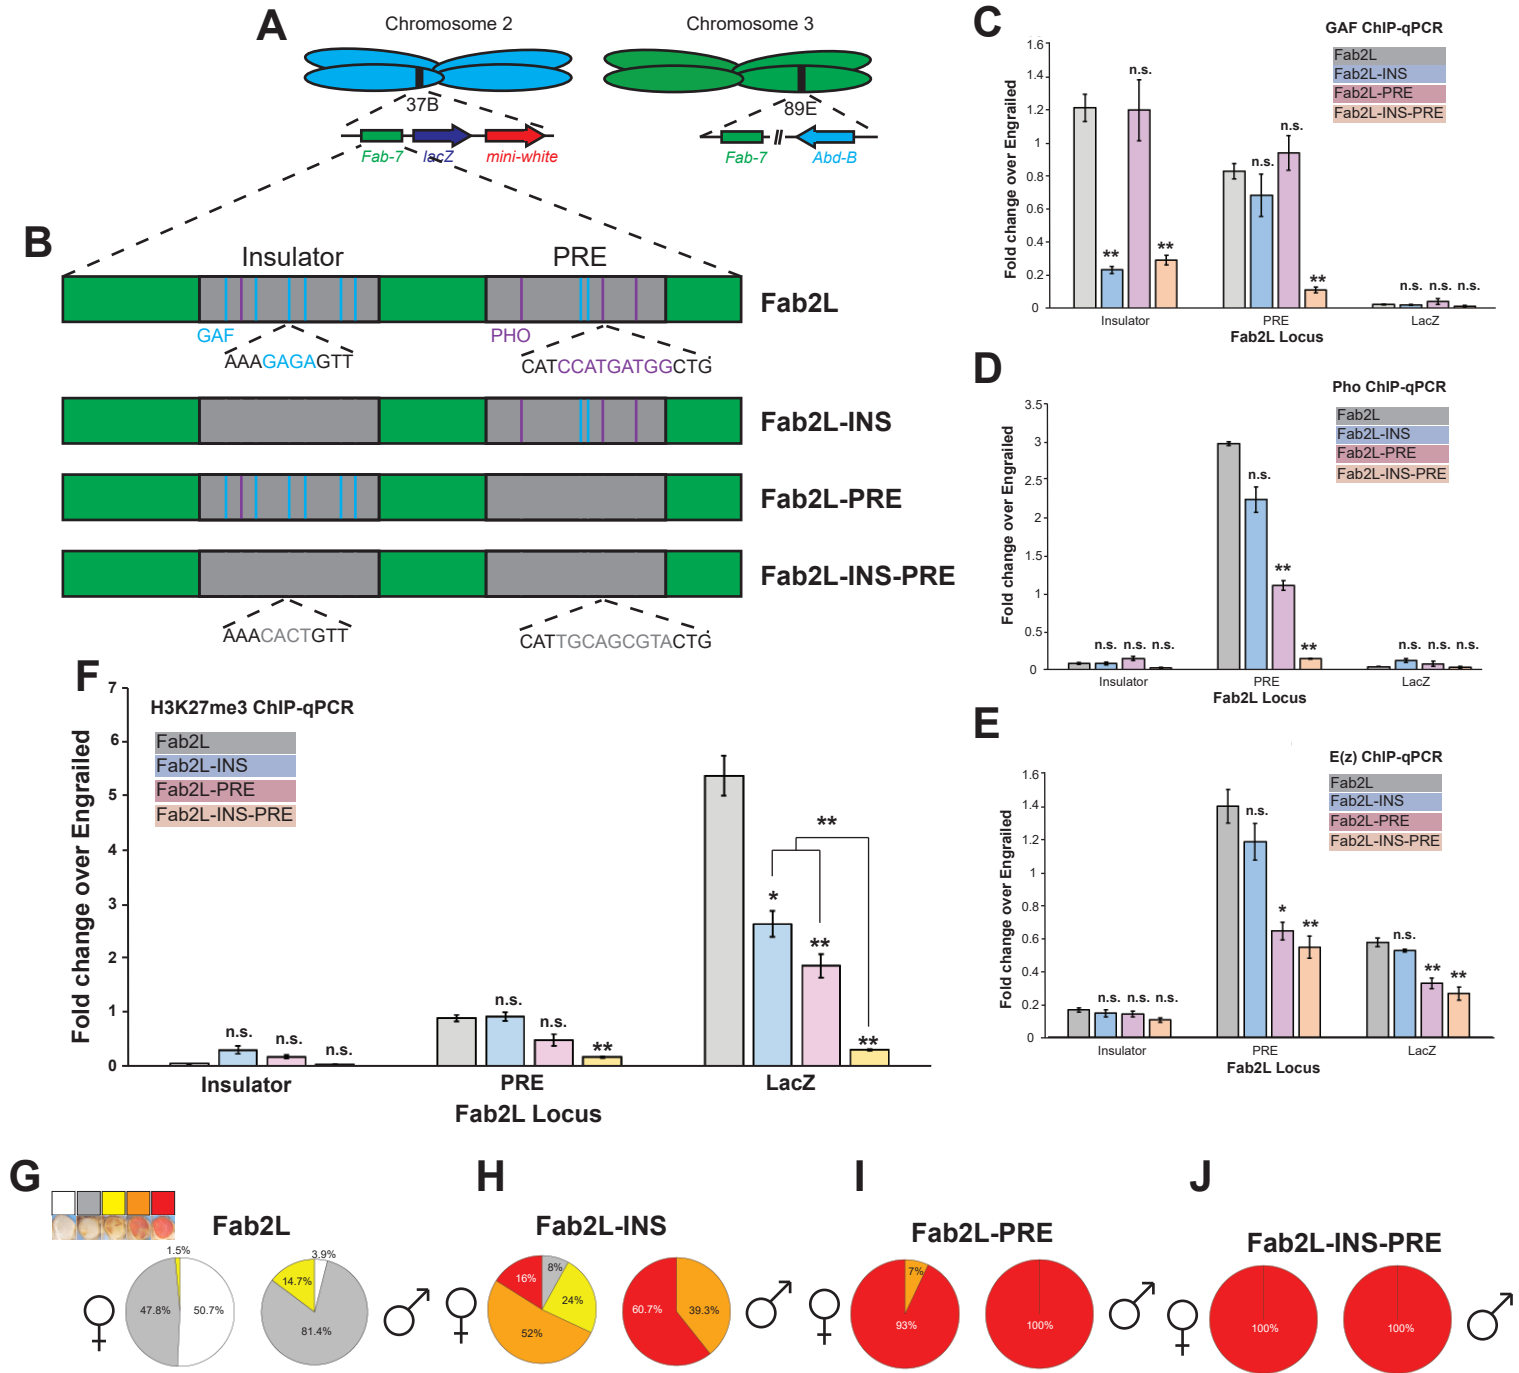 A
Chromosome 2
Chromosome 3
37B
89E
Fab-7
lacZ
mini-white
Fab-7
Abd-B
B
Insulator
PRE
Fab2L
GAF
PHO
AAAGAGAGTT
CATCCATGATGGCTG
Fab2L-INS
Fab2L-PRE
Fab2L-INS-PRE
AAACACTGTT
CATTGCAGCGTACTG
C
GAF ChIP-qPCR
Fab2L
Fab2L-INS
Fab2L-PRE
Fab2L-INS-PRE
Fold change over Engrailed
1.6
1.4
1.2
1
0.8
0.6
0.4
0.2
0
**
n.s.
**
n.s.
n.s.
**
n.s.
n.s.
n.s.
Insulator
PRE
LacZ
Fab2L Locus
D
Pho ChIP-qPCR
Fab2L
Fab2L-INS
Fab2L-PRE
Fab2L-INS-PRE
Fold change over Engrailed
3.5
3
2.5
2
1.5
1
0.5
0
n.s.
n.s.
n.s.
n.s.
**
**
n.s.
n.s.
n.s.
Insulator
PRE
LacZ
Fab2L Locus
E
E(z) ChIP-qPCR
Fab2L
Fab2L-INS
Fab2L-PRE
Fab2L-INS-PRE
Fold change over Engrailed
1.6
1.4
1.2
1
0.8
0.6
0.4
0.2
0
n.s.
n.s.
n.s.
n.s.
*
**
n.s.
**
**
Insulator
PRE
LacZ
Fab2L Locus
F
H3K27me3 ChIP-qPCR
Fab2L
Fab2L-INS
Fab2L-PRE
Fab2L-INS-PRE
Fold change over Engrailed
7
6
5
4
3
2
1
0
n.s.
n.s.
n.s.
n.s.
n.s.
**
*
**
**
**
Insulator
PRE
LacZ
Fab2L Locus
G
Fab2L
1.5%
47.8%
50.7%
3.9%
14.7%
81.4%
H
Fab2L-INS
16%
8%
24%
52%
60.7%
39.3%
I
Fab2L-PRE
7%
93%
100%
J
Fab2L-INS-PRE
100%
100%